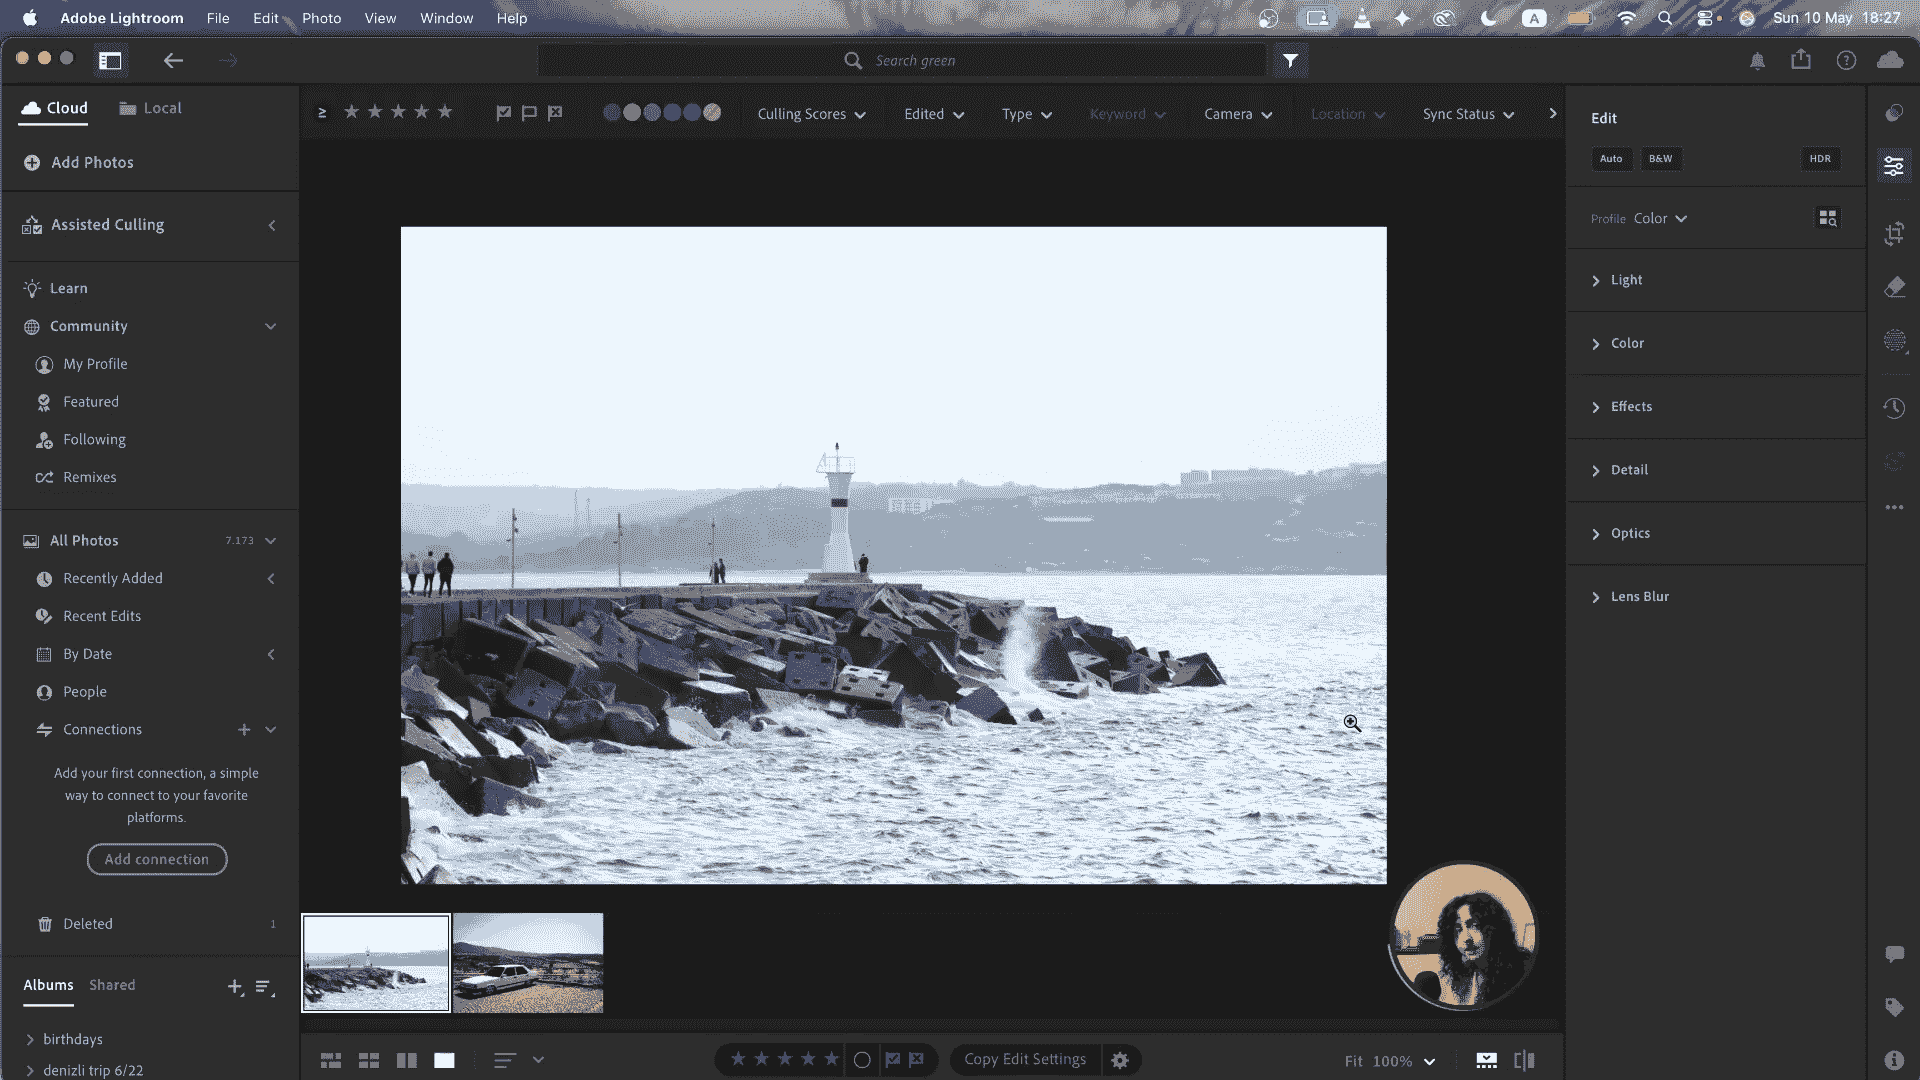 Adobe Lightroom File Edit Photo View Window Help A Sun 10 May 18:27
Search green
Cloud Local
≥ Culling Scores Edited Type Keyword Camera Location Sync Status
Edit
Add Photos
Auto B&W HDR
Assisted Culling
Profile Color
Learn
Light
Community
Color
My Profile
Featured
Effects
Following
Detail
Remixes
Optics
All Photos 7.173
Recently Added
Lens Blur
Recent Edits
By Date
People
Connections
Add your first connection, a simple
way to connect to your favorite
platforms.
Add connection
Deleted 1
Albums Shared
birthdays
denizli trip 6/22
Copy Edit Settings
Fit 100%